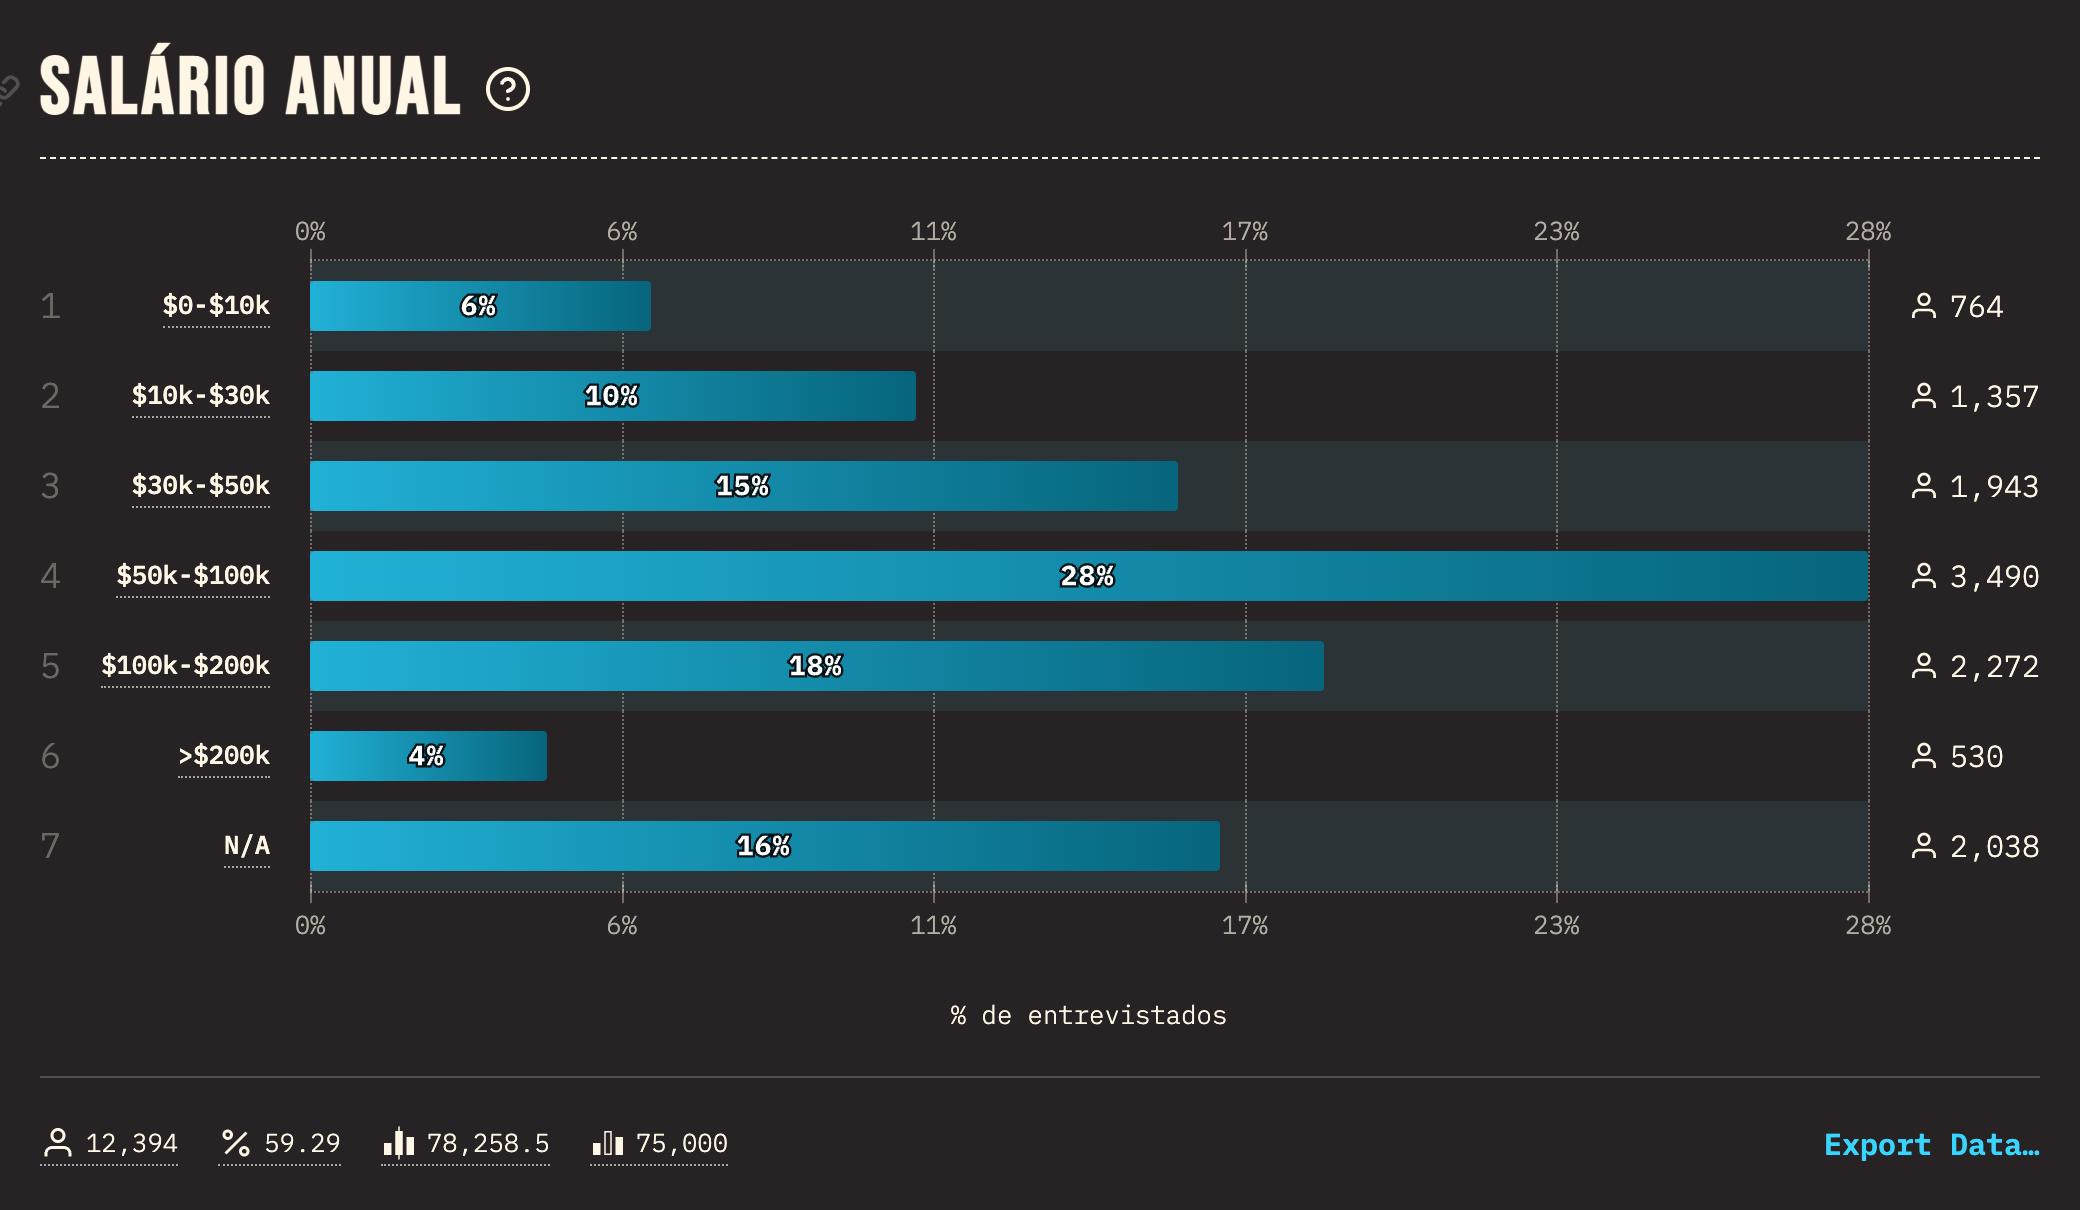 SALÁRIO ANUAL
0% 6% 11% 17% 23% 28%
1 $0-$10k 6% 764
2 $10k-$30k 10% 1,357
3 $30k-$50k 15% 1,943
4 $50k-$100k 28% 3,490
5 $100k-$200k 18% 2,272
6 >$200k 4% 530
7 N/A 16% 2,038
0% 6% 11% 17% 23% 28%
% de entrevistados
12,394 % 59.29 78,258.5 75,000 Export Data…